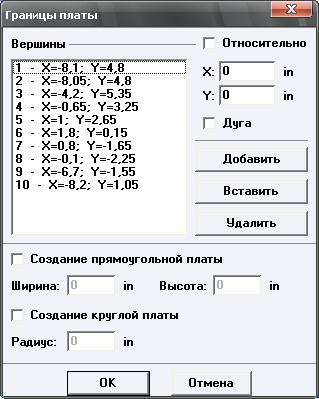 Границы платы
Вершины
Относительно
1 - X=-8,1; Y=4,8
2 - X=-8,05; Y=4,8
3 - X=-4,2; Y=5,35
4 - X=-0,65; Y=3,25
5 - X=1; Y=2,65
6 - X=1,8; Y=0,15
7 - X=0,8; Y=-1,65
8 - X=-0,1; Y=-2,25
9 - X=-6,7; Y=-1,55
10 - X=-8,2; Y=1,05
X: 0 in
Y: 0 in
Дуга
Добавить
Вставить
Удалить
Создание прямоугольной платы
Ширина: 0 in Высота: 0 in
Создание круглой платы
Радиус: 0 in
OK Отмена